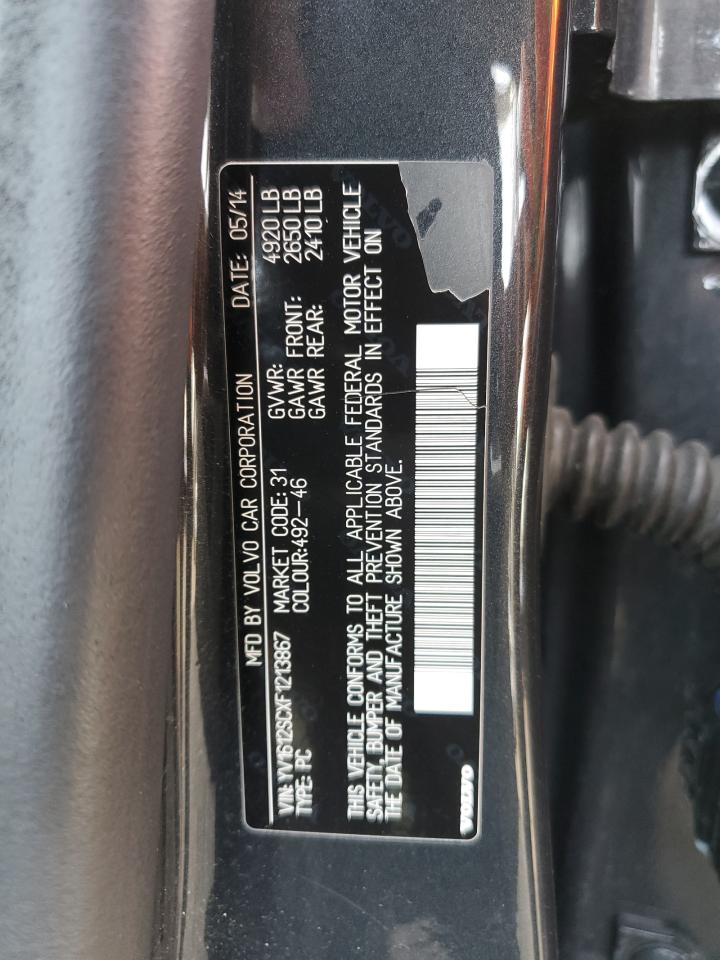 MFD BY VOLVO CAR CORPORATION DATE: 05/14
VIN: YV1612SCXF1213867 MARKET CODE: 31 GVWR: 4920 LB
TYPE: PC COLOUR:492-46 GAWR FRONT: 2650 LB
GAWR REAR: 2410 LB
THIS VEHICLE CONFORMS TO ALL APPLICABLE FEDERAL MOTOR VEHICLE
SAFETY, BUMPER AND THEFT PREVENTION STANDARDS IN EFFECT ON
THE DATE OF MANUFACTURE SHOWN ABOVE.
VOLVO